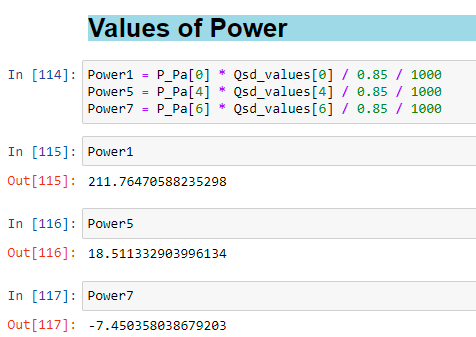 Values of Power
In [114]: Power1 = P_Pa[0] * Qsd_values[0] / 0.85 / 1000
Power5 = P_Pa[4] * Qsd_values[4] / 0.85 / 1000
Power7 = P_Pa[6] * Qsd_values[6] / 0.85 / 1000
In [115]: Power1
Out[115]: 211.76470588235298
In [116]: Power5
Out[116]: 18.511332903996134
In [117]: Power7
Out[117]: -7.450358038679203